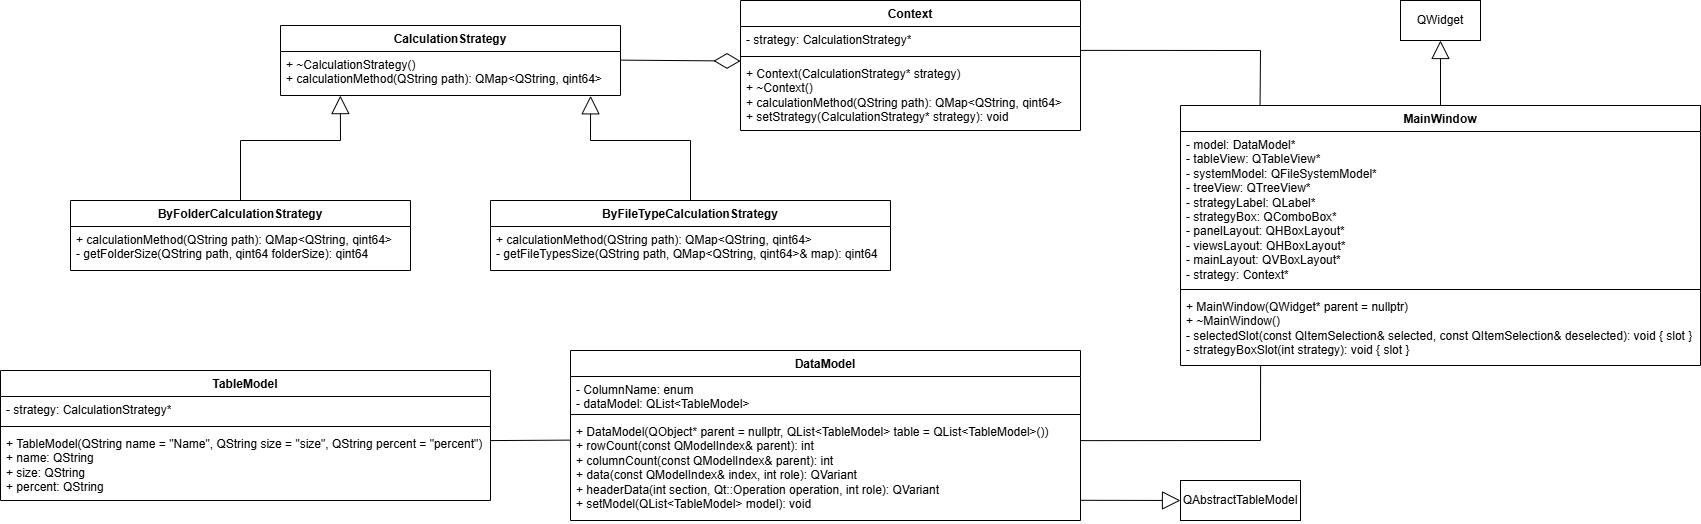 CalculationStrategy
+ ~CalculationStrategy()
+ calculationMethod(QString path): QMap<QString, qint64>
Context
- strategy: CalculationStrategy*
+ Context(CalculationStrategy* strategy)
+ ~Context()
+ calculationMethod(QString path): QMap<QString, qint64>
+ setStrategy(CalculationStrategy* strategy): void
QWidget
MainWindow
- model: DataModel*
- tableView: QTableView*
- systemModel: QFileSystemModel*
- treeView: QTreeView*
- strategyLabel: QLabel*
- strategyBox: QComboBox*
- panelLayout: QHBoxLayout*
- viewsLayout: QHBoxLayout*
- mainLayout: QVBoxLayout*
- strategy: Context*
+ MainWindow(QWidget* parent = nullptr)
+ ~MainWindow()
- selectedSlot(const QItemSelection& selected, const QItemSelection& deselected): void { slot }
- strategyBoxSlot(int strategy): void { slot }
ByFolderCalculationStrategy
+ calculationMethod(QString path): QMap<QString, qint64>
- getFolderSize(QString path, qint64 folderSize): qint64
ByFileTypeCalculationStrategy
+ calculationMethod(QString path): QMap<QString, qint64>
- getFileTypesSize(QString path, QMap<QString, qint64>& map): qint64
TableModel
- strategy: CalculationStrategy*
+ TableModel(QString name = "Name", QString size = "size", QString percent = "percent")
+ name: QString
+ size: QString
+ percent: QString
DataModel
- ColumnName: enum
- dataModel: QList<TableModel>
+ DataModel(QObject* parent = nullptr, QList<TableModel> table = QList<TableModel>())
+ rowCount(const QModelIndex& parent): int
+ columnCount(const QModelIndex& parent): int
+ data(const QModelIndex& index, int role): QVariant
+ headerData(int section, Qt::Operation operation, int role): QVariant
+ setModel(QList<TableModel> model): void
QAbstractTableModel